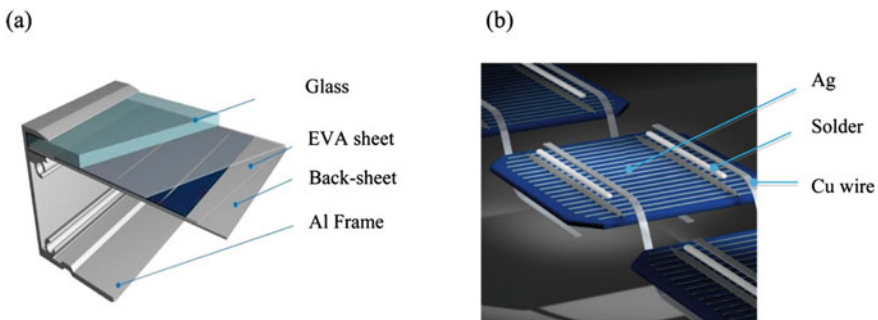 (a)
Glass
EVA sheet
Back-sheet
Al Frame
(b)
Ag
Solder
Cu wire